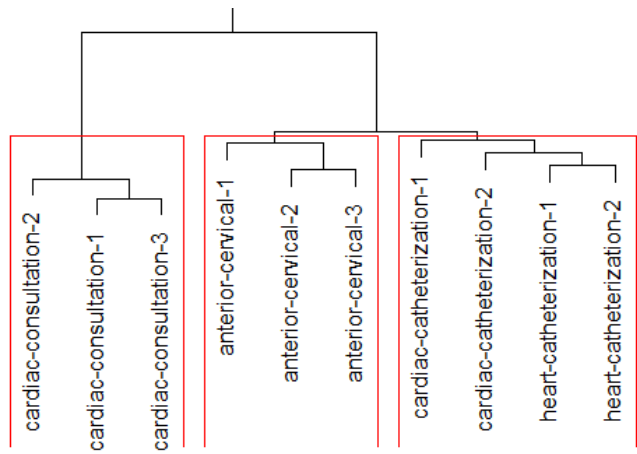 cardiac-consultation-2
cardiac-consultation-1
cardiac-consultation-3
anterior-cervical-1
anterior-cervical-2
anterior-cervical-3
cardiac-catheterization-1
cardiac-catheterization-2
heart-catheterization-1
heart-catheterization-2